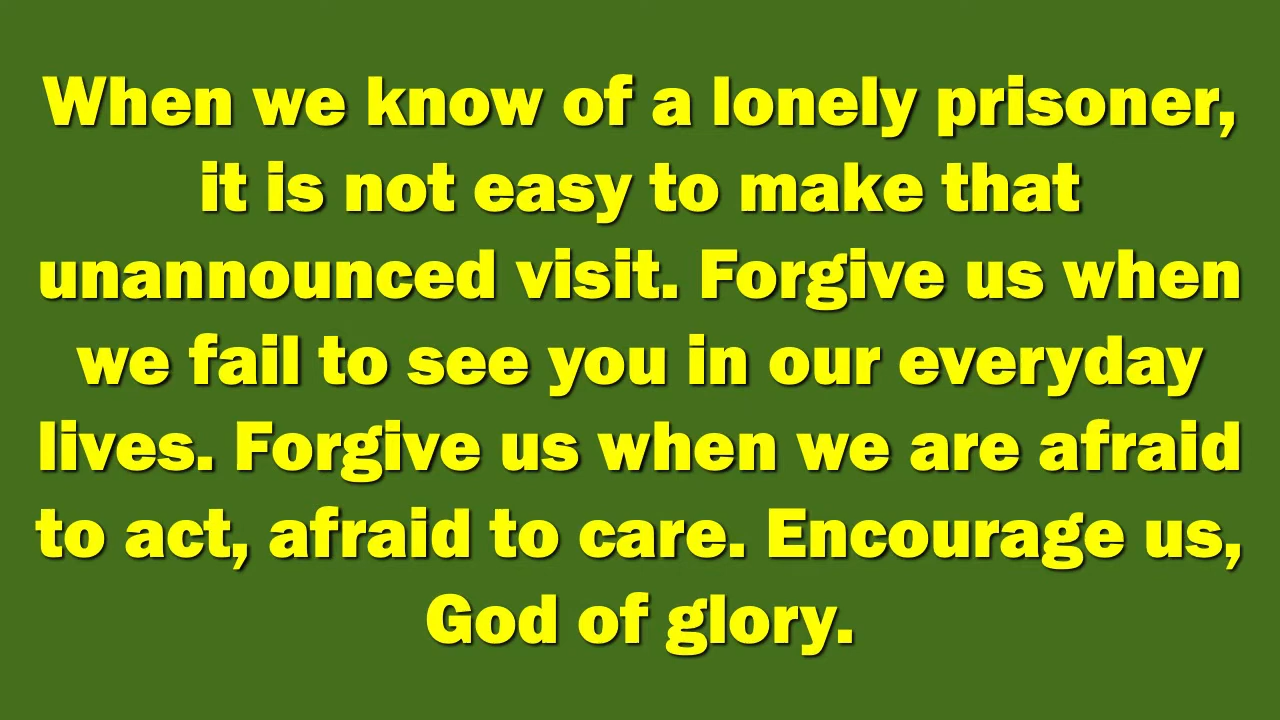 When we know of a lonely prisoner,
it is not easy to make that
unannounced visit. Forgive us when
we fail to see you in our everyday
lives. Forgive us when we are afraid
to act, afraid to care. Encourage us,
God of glory.